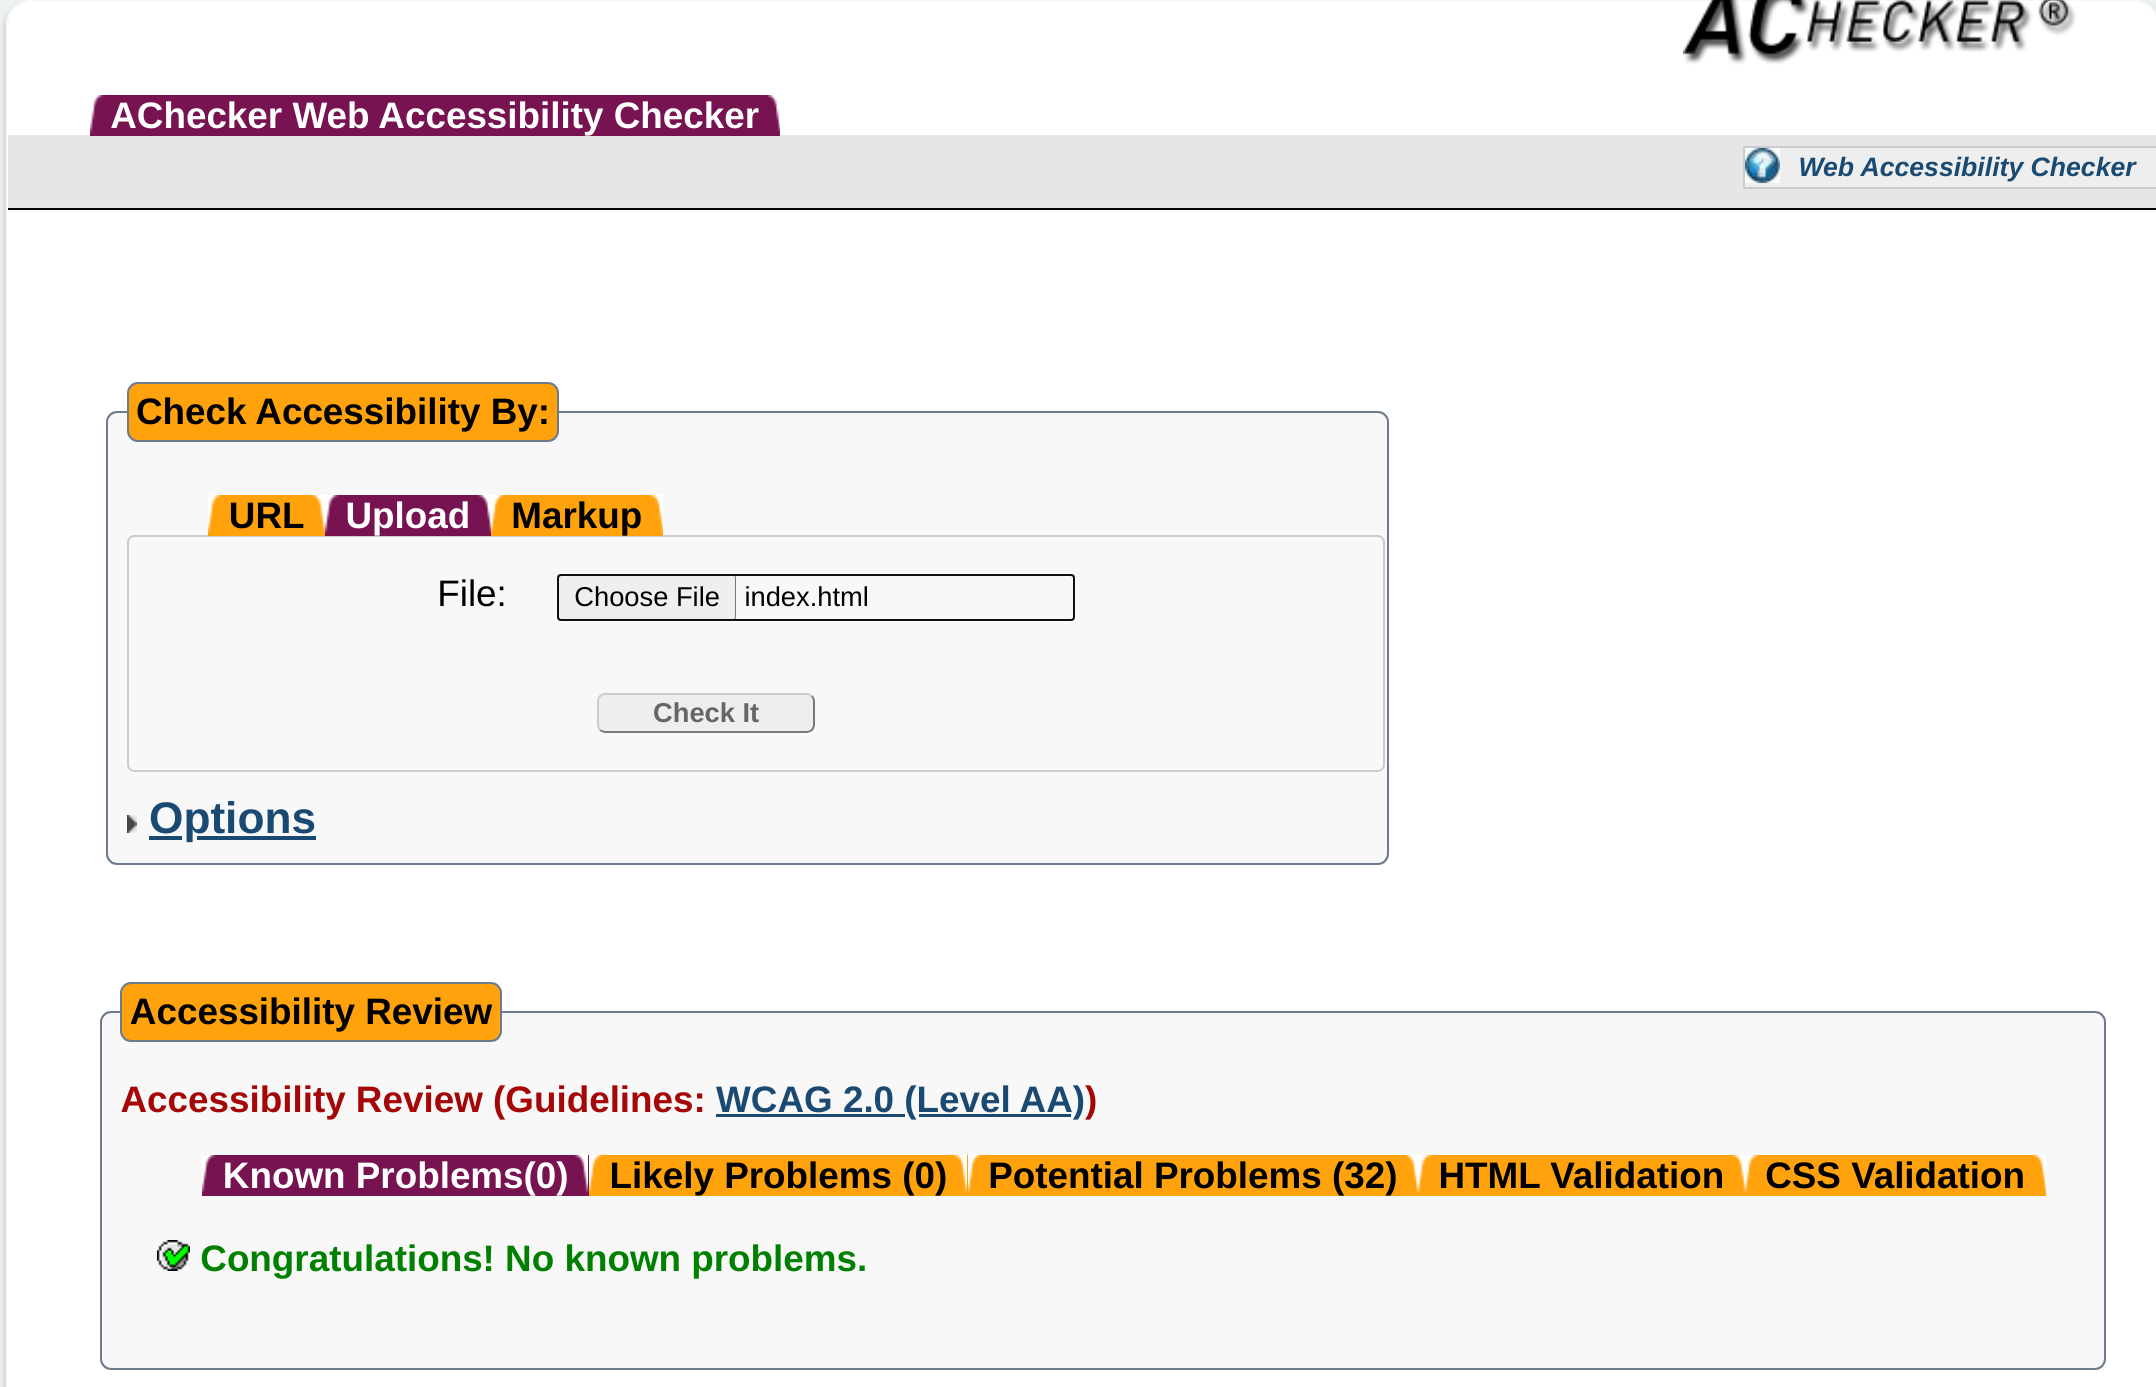 ACHECKER ®
AChecker Web Accessibility Checker
Web Accessibility Checker
Check Accessibility By:
URL Upload Markup
File: Choose File index.html
Check It
Options
Accessibility Review
Accessibility Review (Guidelines: WCAG 2.0 (Level AA))
Known Problems(0) Likely Problems (0) Potential Problems (32) HTML Validation CSS Validation
Congratulations! No known problems.